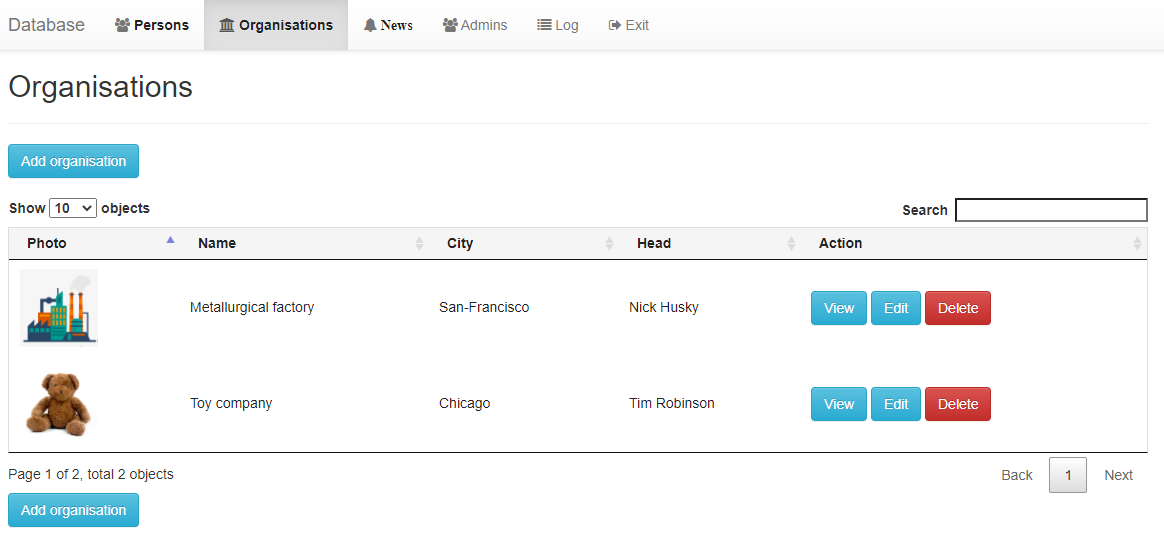 Database Persons Organisations News Admins Log Exit
Organisations
Add organisation
Show 10 objects Search
Photo Name City Head Action
Metallurgical factory San-Francisco Nick Husky View Edit Delete
Toy company Chicago Tim Robinson View Edit Delete
Page 1 of 2, total 2 objects Back 1 Next
Add organisation